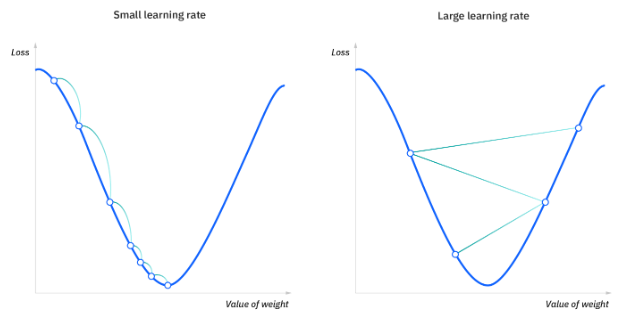 Small learning rate
Large learning rate
Loss
Loss
Value of weight
Value of weight